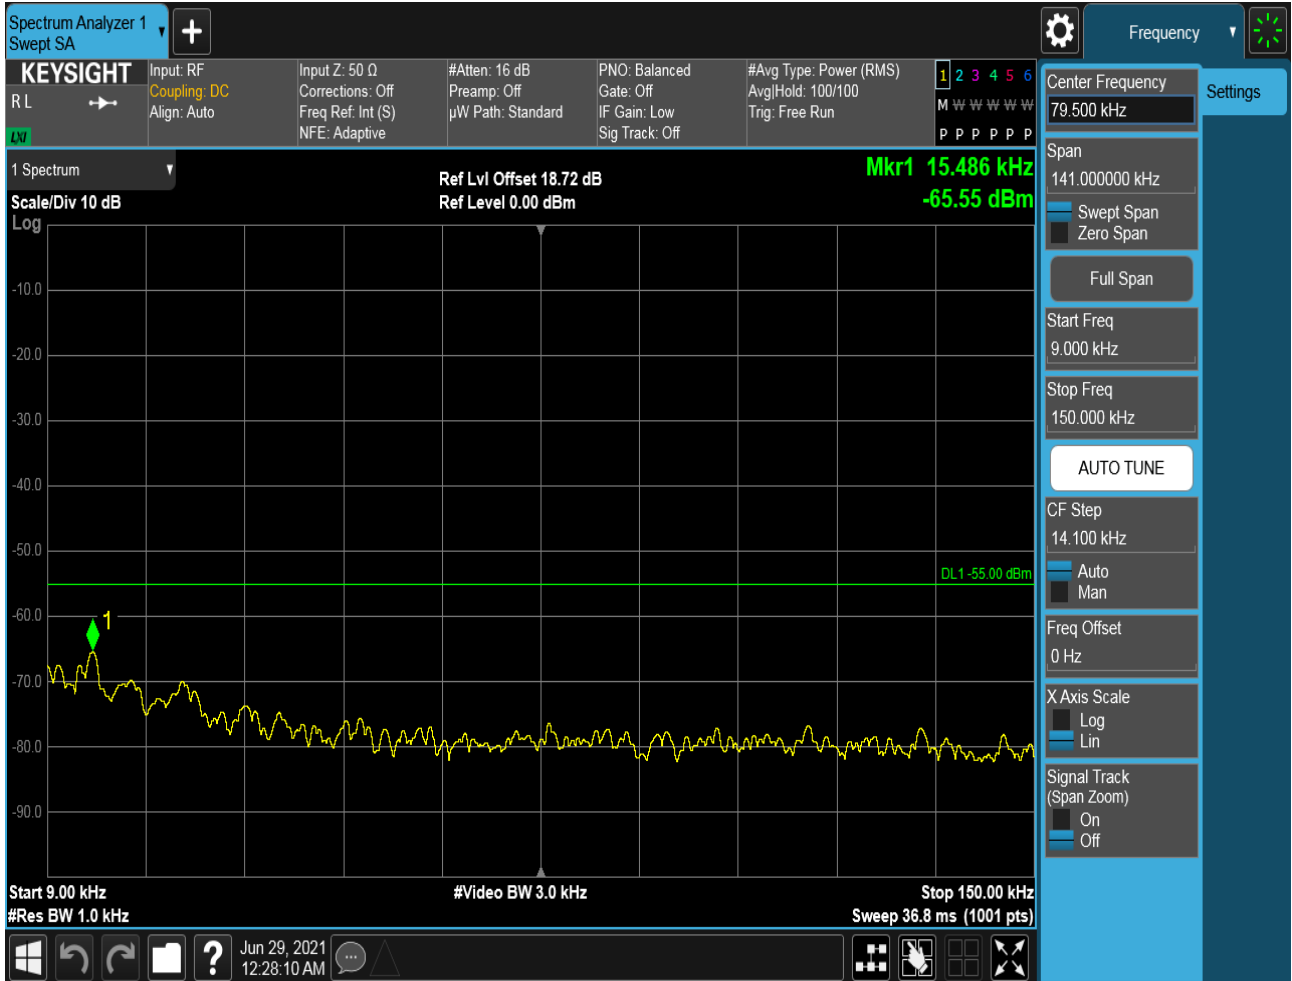 Spectrum Analyzer 1
Swept SA
Frequency
KEYSIGHT
R L
LXI
Input: RF
Coupling: DC
Align: Auto
Input Z: 50 Ω
Corrections: Off
Freq Ref: Int (S)
NFE: Adaptive
#Atten: 16 dB
Preamp: Off
µW Path: Standard
PNO: Balanced
Gate: Off
IF Gain: Low
Sig Track: Off
#Avg Type: Power (RMS)
Avg|Hold: 100/100
Trig: Free Run
1 2 3 4 5 6
M W W W W W
P P P P P P
1 Spectrum
Scale/Div 10 dB
Log
Ref Lvl Offset 18.72 dB
Ref Level 0.00 dBm
Mkr1 15.486 kHz
-65.55 dBm
-10.0
-20.0
-30.0
-40.0
-50.0
DL1 -55.00 dBm
-60.0
1
-70.0
-80.0
-90.0
Start 9.00 kHz
#Video BW 3.0 kHz
Stop 150.00 kHz
#Res BW 1.0 kHz
Sweep 36.8 ms (1001 pts)
?
Jun 29, 2021
12:28:10 AM
Center Frequency
79.500 kHz
Settings
Span
141.000000 kHz
Swept Span
Zero Span
Full Span
Start Freq
9.000 kHz
Stop Freq
150.000 kHz
AUTO TUNE
CF Step
14.100 kHz
Auto
Man
Freq Offset
0 Hz
X Axis Scale
Log
Lin
Signal Track
(Span Zoom)
On
Off